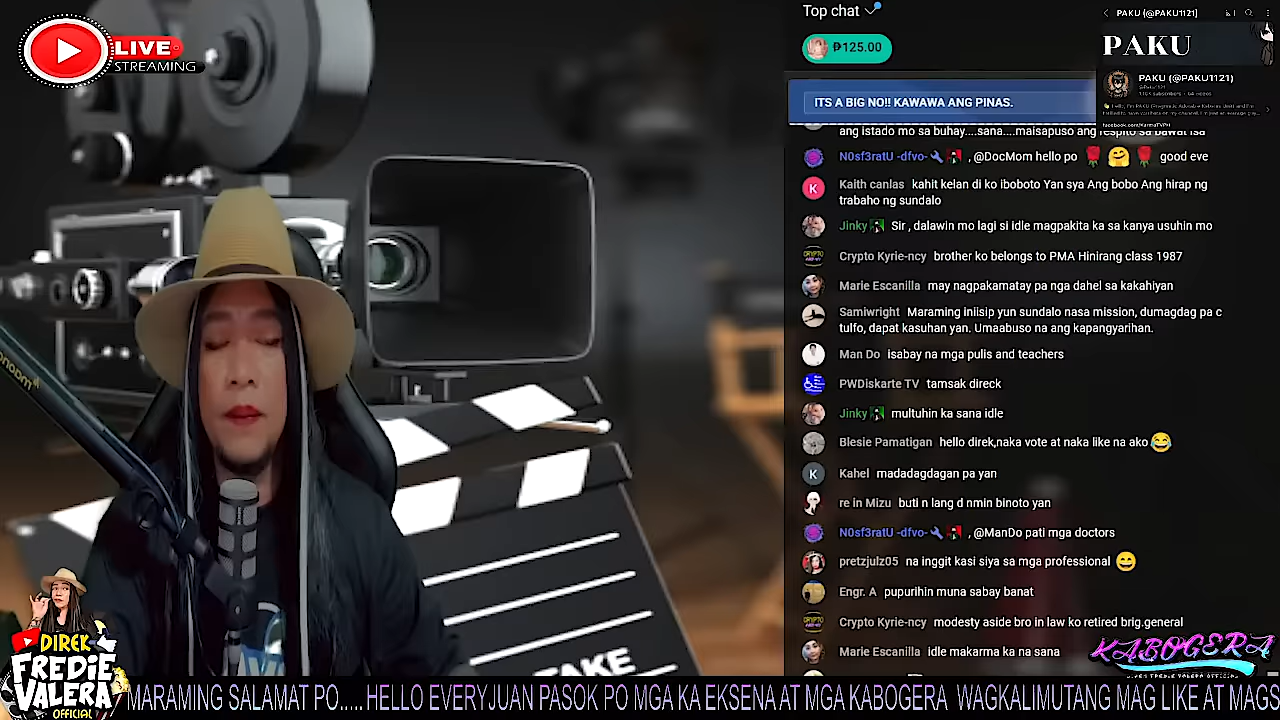 LIVE
STREAMING
Top chat
₱125.00
PAKU (@PAKU1121)
PAKU
PAKU (@PAKU1121)
ITS A BIG NO!! KAWAWA ANG PINAS.
ang istado mo sa buhay....sana....maisapuso ang respito sa bawat isa
N0sf3ratU -dfvo- , @DocMom hello po 🌹 🤗 🌹 good eve
Kaith canlas kahit kelan di ko iboboto Yan sya Ang bobo Ang hirap ng
trabaho ng sundalo
Jinky Sir , dalawin mo lagi si idle magpakita ka sa kanya usuhin mo
Crypto Kyrie-ncy brother ko belongs to PMA sinirang class 1967
Marie Escanilla may nagpakamatay pa nga dahel sa kakahiyan
Samiwright Maraming iniisip yun sundalo nasa mission, dumagdag pa c
tulfo, dapat kasuhan yan. Umaabuso na ang kapangyarihan.
Man Do isabay na mga pulis and teachers
PWDiskarte TV tamsak direck
Jinky multuhin ka sana idle
Blesie Pamatigan hello direk,naka vote at naka like na ako 😂
Kahel madadagdagan pa yan
re in Mizu buti n lang d nmin binoto yan
N0sf3ratU -dfvo- , @ManDo pati mga doctors
pretzjulz05 na inggit kasi siya sa mga professional 😄
Engr. A pupurihin muna sabay banat
Crypto Kyrie-ncy modesty aside bro in law ko retired brig.general
Marie Escanilla idle makarma ka na sana
KABOGERA
TAKE
DIREK
FREDIE
VALERA
OFFICIAL
MARAMING SALAMAT PO..... HELLO EVERYJUAN PASOK PO MGA KA EKSENA AT MGA KABOGERA WAGKALIMUTANG MAG LIKE AT MAGS